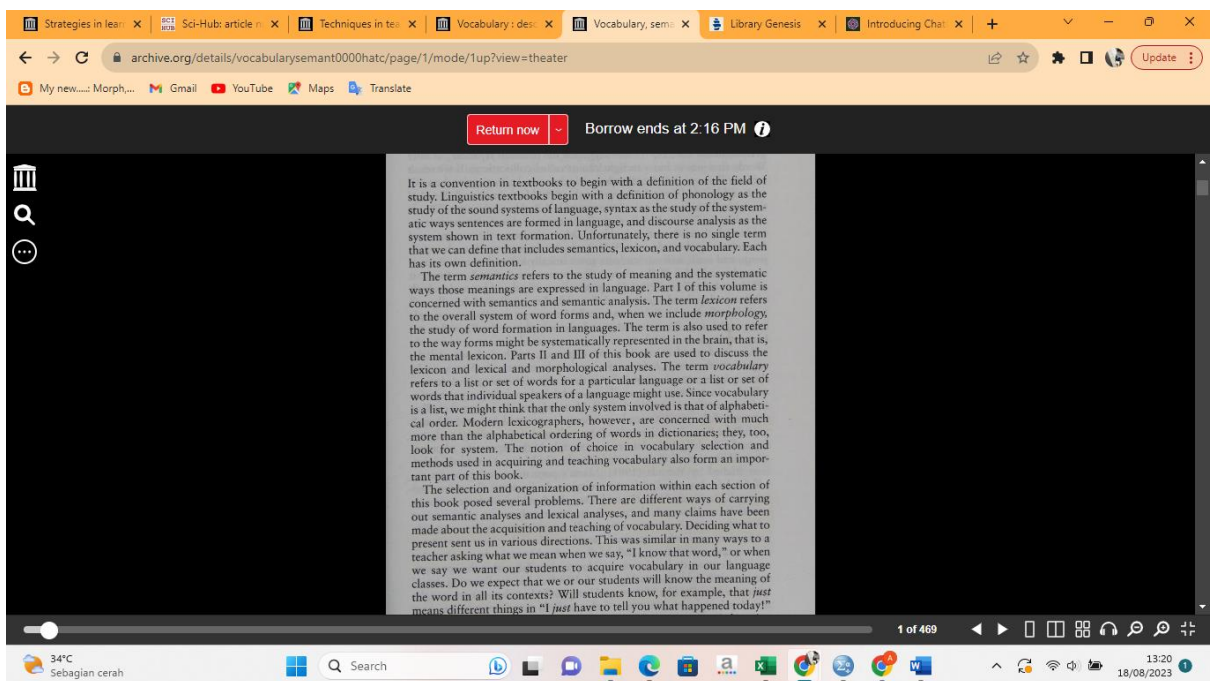 Strategies in learn
Sci-Hub: article n
Techniques in tea
Vocabulary : desc
Vocabulary, sema
Library Genesis
Introducing Chat
archive.org/details/vocabularysemant0000hatc/page/1/mode/1up?view=theater
Update
My new.....: Morph,...
Gmail
YouTube
Maps
Translate
Return now
Borrow ends at 2:16 PM
It is a convention in textbooks to begin with a definition of the field of
study. Linguistics textbooks begin with a definition of phonology as the
study of the sound systems of language, syntax as the study of the system-
atic ways sentences are formed in language, and discourse analysis as the
system shown in text formation. Unfortunately, there is no single term
that we can define that includes semantics, lexicon, and vocabulary. Each
has its own definition.
The term semantics refers to the study of meaning and the systematic
ways those meanings are expressed in language. Part I of this volume is
concerned with semantics and semantic analysis. The term lexicon refers
to the overall system of word forms and, when we include morphology,
the study of word formation in languages. The term is also used to refer
to the way forms might be systematically represented in the brain, that is,
the mental lexicon. Parts II and III of this book are used to discuss the
lexicon and lexical and morphological analyses. The term vocabulary
refers to a list or set of words for a particular language or a list or set of
words that individual speakers of a language might use. Since vocabulary
is a list, we might think that the only system involved is that of alphabeti-
cal order. Modern lexicographers, however, are concerned with much
more than the alphabetical ordering of words in dictionaries; they, too,
look for system. The notion of choice in vocabulary selection and
methods used in acquiring and teaching vocabulary also form an impor-
tant part of this book.
The selection and organization of information within each section of
this book posed several problems. There are different ways of carrying
out semantic analyses and lexical analyses, and many claims have been
made about the acquisition and teaching of vocabulary. Deciding what to
present sent us in various directions. This was similar in many ways to a
teacher asking what we mean when we say, “I know that word,” or when
we say we want our students to acquire vocabulary in our language
classes. Do we expect that we or our students will know the meaning of
the word in all its contexts? Will students know, for example, that just
means different things in “I just have to tell you what happened today!”
1 of 469
34°C
Sebagian cerah
Search
13:20
18/08/2023
1